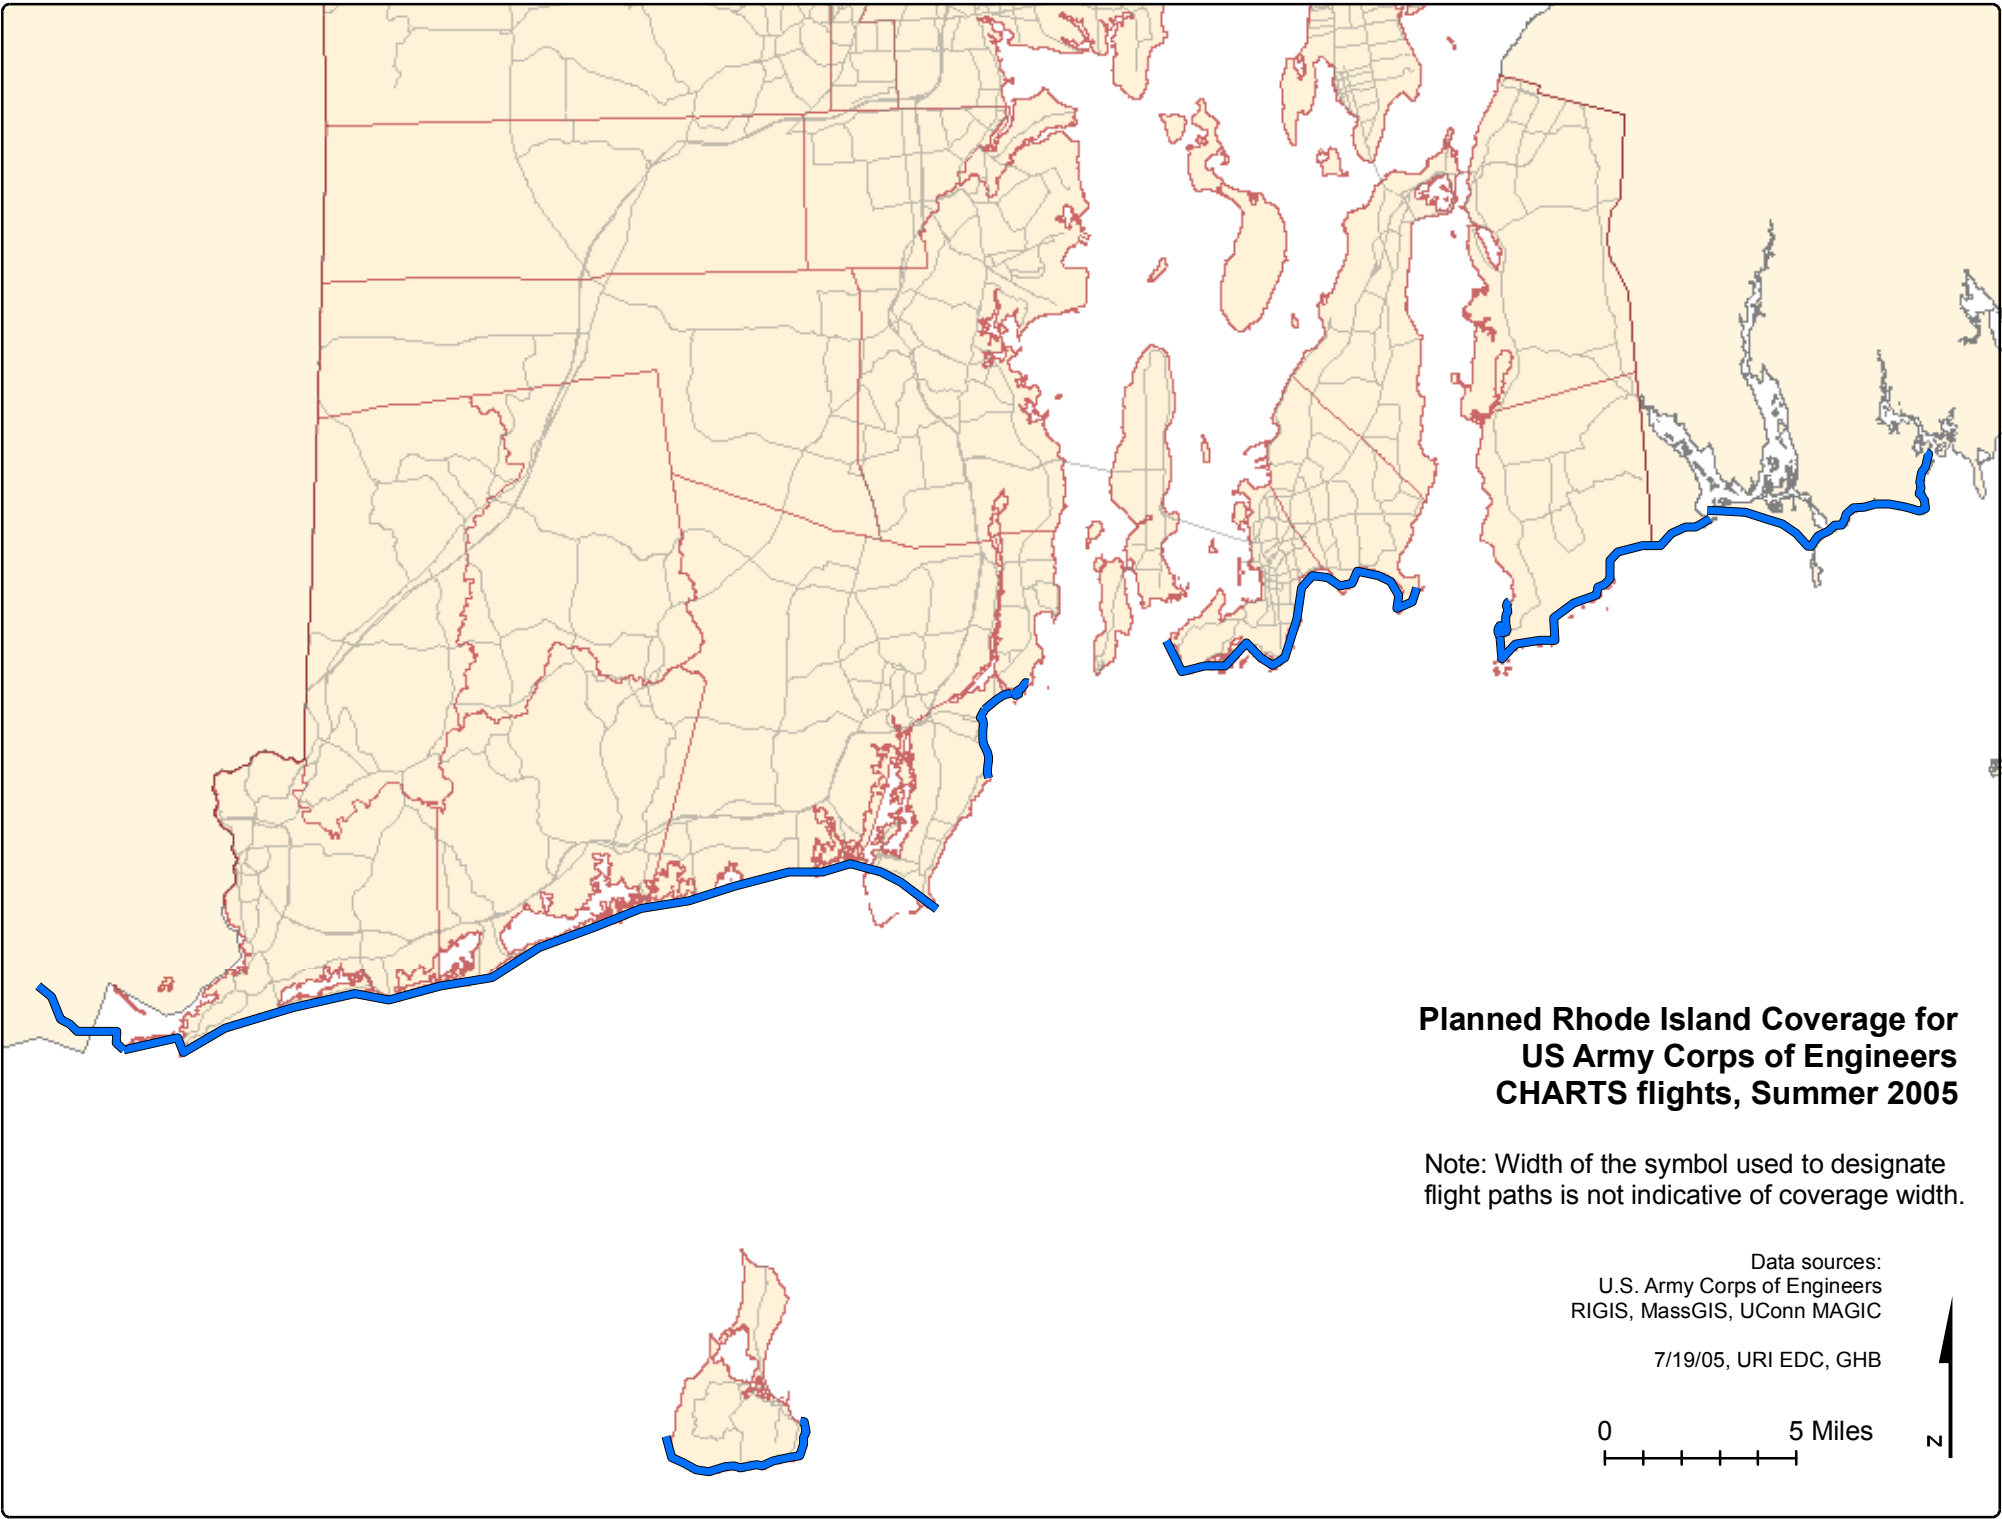 Planned Rhode Island Coverage for
US Army Corps of Engineers
CHARTS flights, Summer 2005
Note: Width of the symbol used to designate
flight paths is not indicative of coverage width.
Data sources:
U.S. Army Corps of Engineers
RIGIS, MassGIS, UConn MAGIC
7/19/05, URI EDC, GHB
0 5 Miles
N